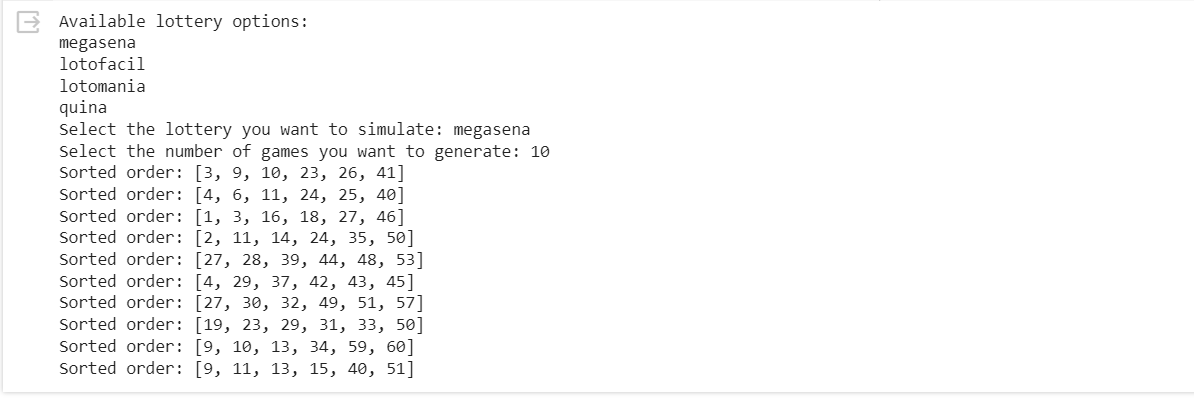 Available lottery options:
megasena
lotofacil
lotomania
quina
Select the lottery you want to simulate: megasena
Select the number of games you want to generate: 10
Sorted order: [3, 9, 10, 23, 26, 41]
Sorted order: [4, 6, 11, 24, 25, 40]
Sorted order: [1, 3, 16, 18, 27, 46]
Sorted order: [2, 11, 14, 24, 35, 50]
Sorted order: [27, 28, 39, 44, 48, 53]
Sorted order: [4, 29, 37, 42, 43, 45]
Sorted order: [27, 30, 32, 49, 51, 57]
Sorted order: [19, 23, 29, 31, 33, 50]
Sorted order: [9, 10, 13, 34, 59, 60]
Sorted order: [9, 11, 13, 15, 40, 51]